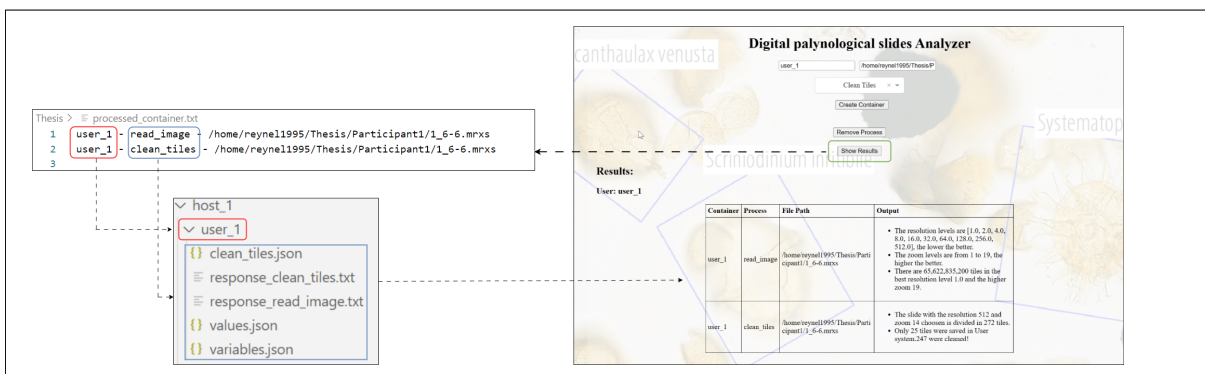 canthaulax venusta
Digital palynological slides Analyzer
user_1
/home/reynel1995/Thesis/P
Clean Tiles
Create Container
Remove Process
Show Results
Systematop
Scriniodinium
Results:
User: user_1
Thesis > processed_container.txt
1 user_1 - read_image - /home/reynel1995/Thesis/Participant1/1_6-6.mrxs
2 user_1 - clean_tiles - /home/reynel1995/Thesis/Participant1/1_6-6.mrxs
3
host_1
user_1
{} clean_tiles.json
response_clean_tiles.txt
response_read_image.txt
{} values.json
{} variables.json
Container Process File Path Output
user_1 read_image /home/reynel1995/Thesis/Parti
cipant1/1_6-6.mrxs
• The resolution levels are [1.0, 2.0, 4.0,
8.0, 16.0, 32.0, 64.0, 128.0, 256.0,
512.0], the lower the better.
• The zoom levels are from 1 to 19, the
higher the better.
• There are 65,622,835,200 tiles in the
best resolution level 1.0 and the higher
zoom 19.
user_1 clean_tiles /home/reynel1995/Thesis/Parti
cipant1/1_6-6.mrxs
• The slide with the resolution 512 and
zoom 14 choosen is divided in 272 tiles.
• Only 25 tiles were saved in User
system.247 were cleaned!